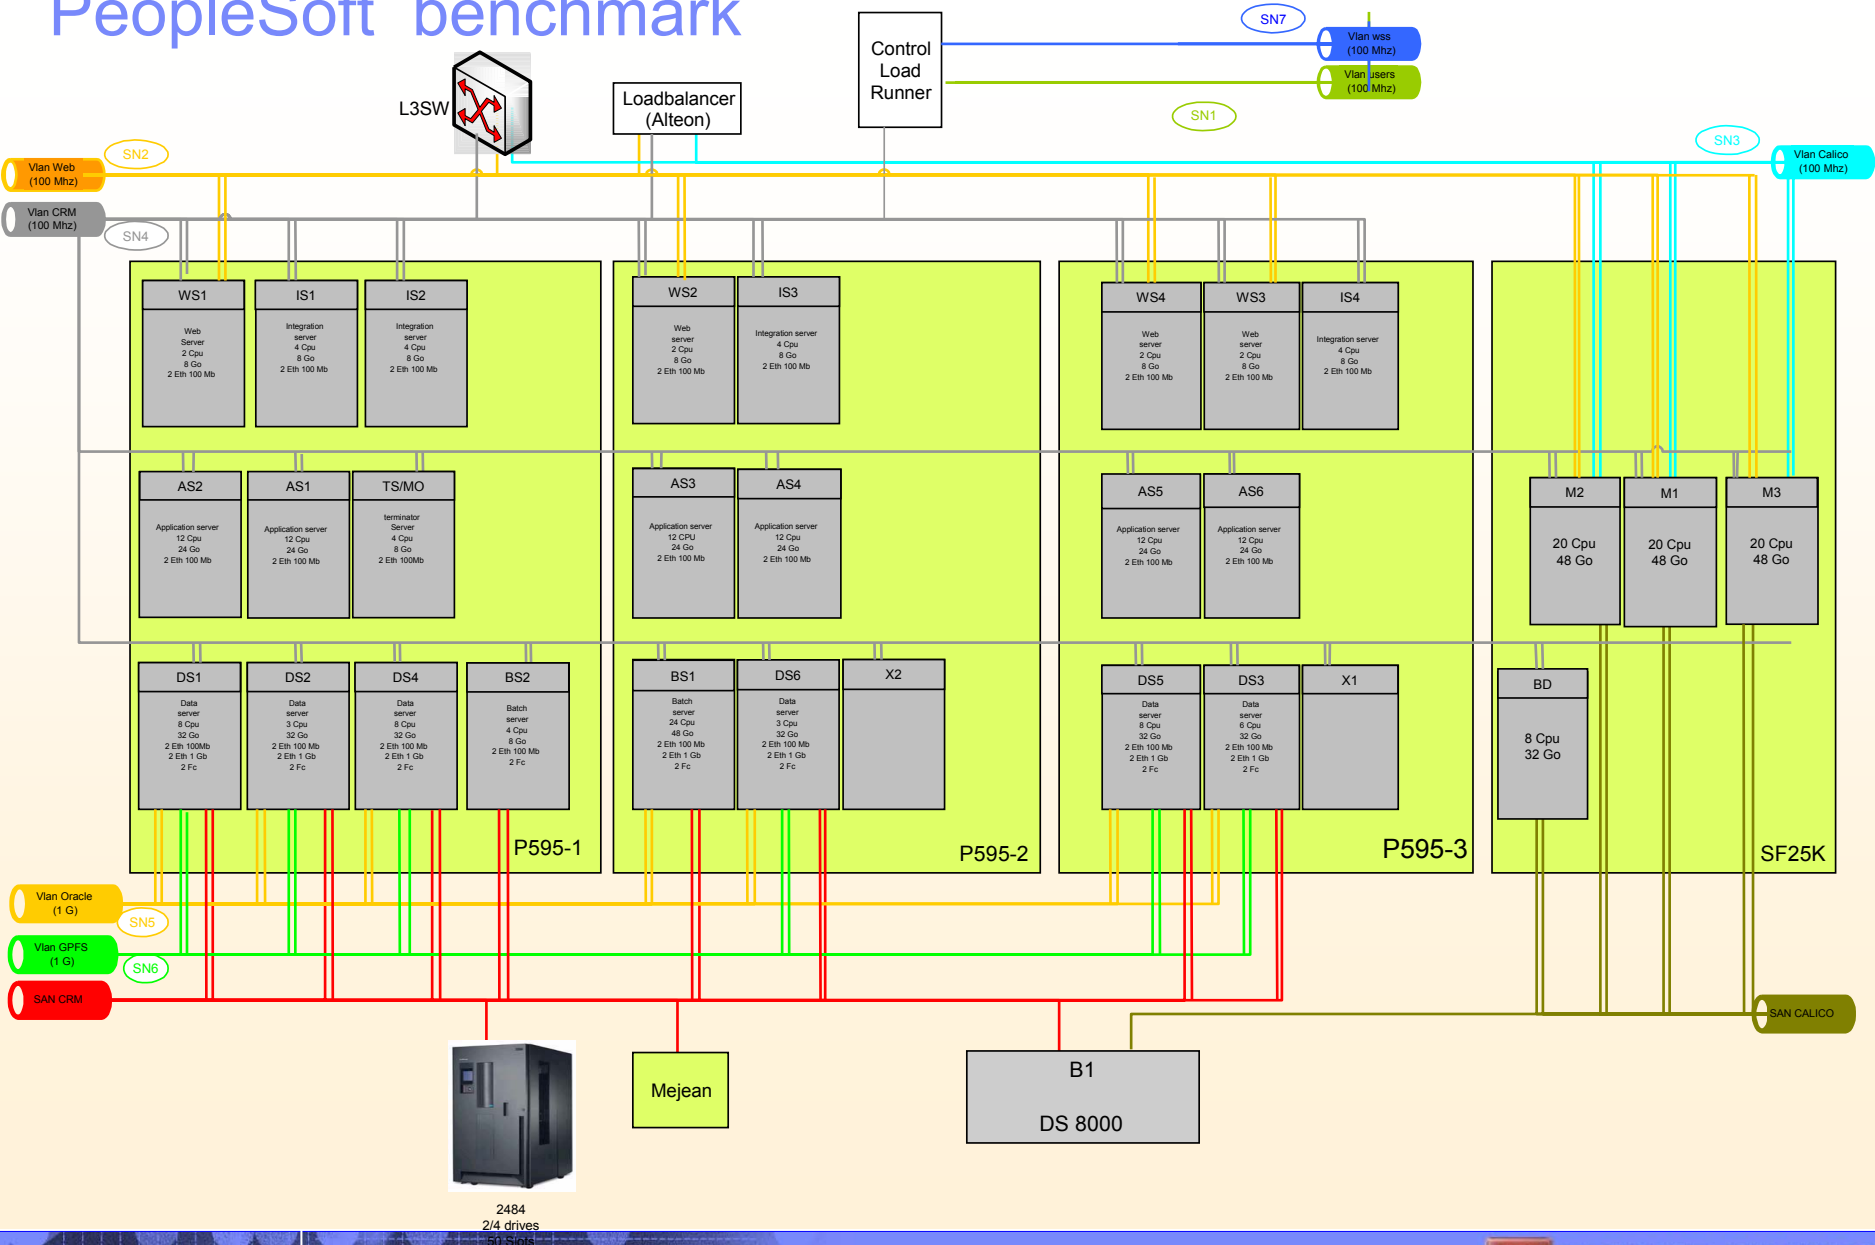 PeopleSoft benchmark
SN7
Vlan wss
(100 Mhz)
Control
Load
Runner
Vlan users
(100 Mhz)
SN1
L3SW
Loadbalancer
(Alteon)
SN2
Vlan Web
(100 Mhz)
SN3
Vlan Calico
(100 Mhz)
Vlan CRM
(100 Mhz)
SN4
WS1
Web
Server
2 Cpu
8 Go
2 Eth 100 Mb
IS1
Integration
server
4 Cpu
8 Go
2 Eth 100 Mb
IS2
Integration
server
4 Cpu
8 Go
2 Eth 100 Mb
WS2
Web
server
2 Cpu
8 Go
2 Eth 100 Mb
IS3
Integration server
4 Cpu
8 Go
2 Eth 100 Mb
WS4
Web
server
2 Cpu
8 Go
2 Eth 100 Mb
WS3
Web
server
2 Cpu
8 Go
2 Eth 100 Mb
IS4
Integration server
4 Cpu
8 Go
2 Eth 100 Mb
AS2
Application server
12 Cpu
24 Go
2 Eth 100 Mb
AS1
Application server
12 Cpu
24 Go
2 Eth 100 Mb
TS/MO
terminator
Server
4 Cpu
8 Go
2 Eth 100Mb
AS3
Application server
12 CPU
24 Go
2 Eth 100 Mb
AS4
Application server
12 Cpu
24 Go
2 Eth 100 Mb
AS5
Application server
12 Cpu
24 Go
2 Eth 100 Mb
AS6
Application server
12 Cpu
24 Go
2 Eth 100 Mb
M2
20 Cpu
48 Go
M1
20 Cpu
48 Go
M3
20 Cpu
48 Go
DS1
Data
server
8 Cpu
32 Go
2 Eth 100Mb
2 Eth 1 Gb
2 Fc
DS2
Data
server
3 Cpu
32 Go
2 Eth 100 Mb
2 Eth 1 Gb
2 Fc
DS4
Data
server
8 Cpu
32 Go
2 Eth 100 Mb
2 Eth 1 Gb
2 Fc
BS2
Batch
server
4 Cpu
8 Go
2 Eth 100 Mb
2 Fc
BS1
Batch
server
24 Cpu
48 Go
2 Eth 100 Mb
2 Eth 1 Gb
2 Fc
DS6
Data
server
3 Cpu
32 Go
2 Eth 100 Mb
2 Eth 1 Gb
2 Fc
X2
DS5
Data
server
8 Cpu
32 Go
2 Eth 100 Mb
2 Eth 1 Gb
2 Fc
DS3
Data
server
6 Cpu
32 Go
2 Eth 100 Mb
2 Eth 1 Gb
2 Fc
X1
BD
8 Cpu
32 Go
P595-1
P595-2
P595-3
SF25K
Vlan Oracle
(1 G)
SN5
Vlan GPFS
(1 G)
SN6
SAN CRM
SAN CALICO
Mejean
B1
DS 8000
2484
2/4 drives
50 Slots